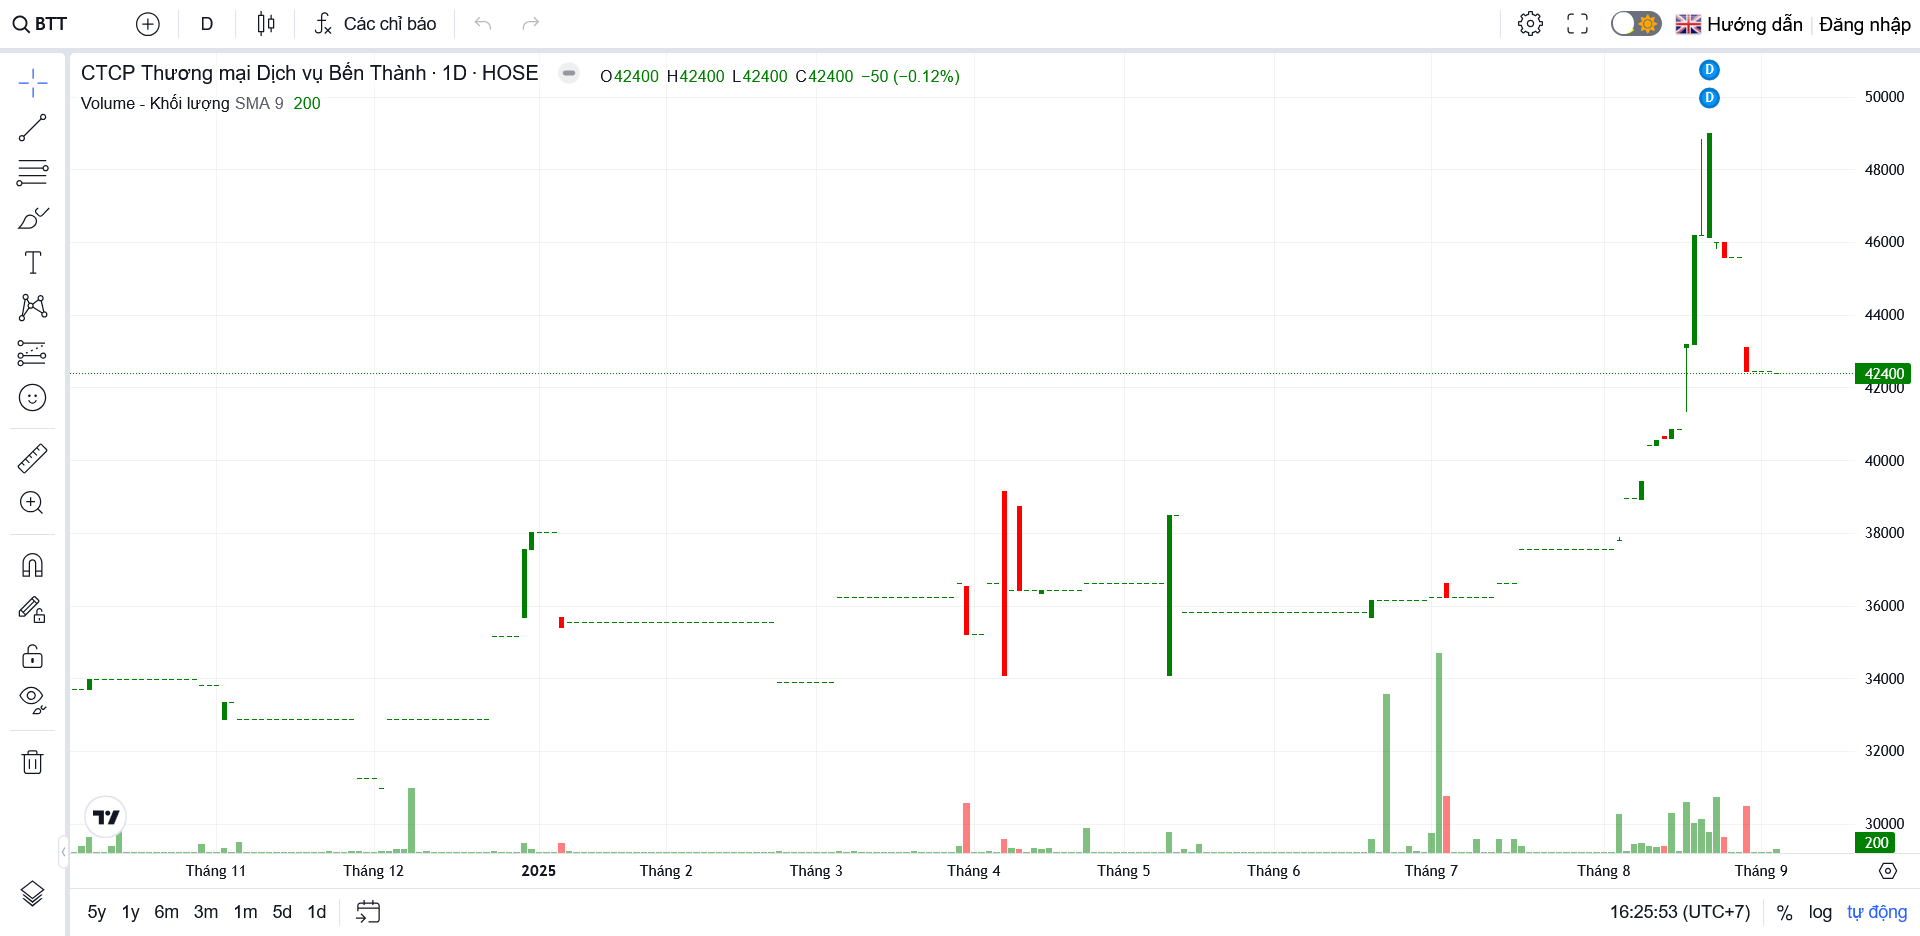 BTT D Các chỉ báo Hướng dẫn Đăng nhập
CTCP Thương mại Dịch vụ Bến Thành · 1D · HOSE O42400 H42400 L42400 C42400 −50 (−0.12%)
Volume - Khối lượng SMA 9 200
D
D
50000
48000
46000
44000
42400
42000
40000
38000
36000
34000
32000
30000
200
Tháng 11 Tháng 12 2025 Tháng 2 Tháng 3 Tháng 4 Tháng 5 Tháng 6 Tháng 7 Tháng 8 Tháng 9
5y 1y 6m 3m 1m 5d 1d 16:25:53 (UTC+7) % log tự động